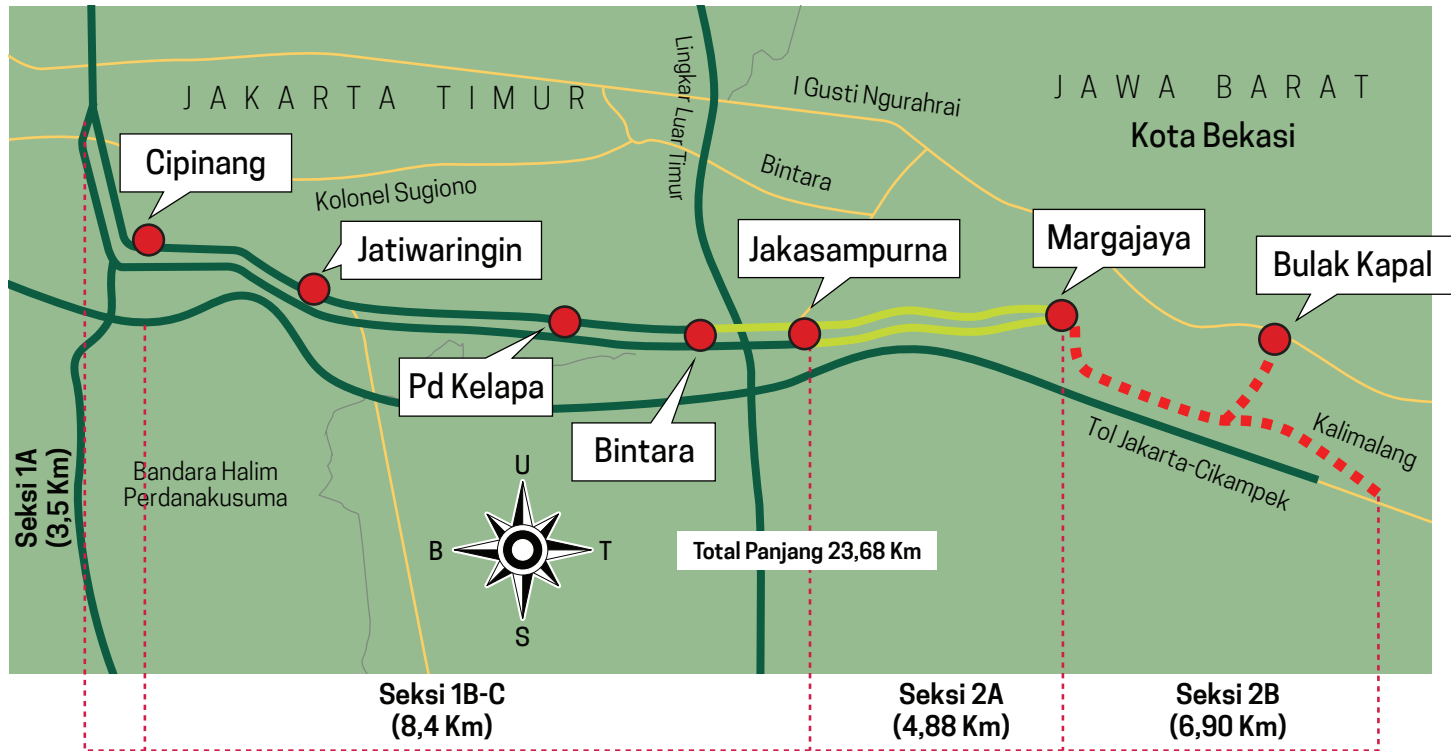 JAKARTA TIMUR
Lingkar Luar Timur
I Gusti Ngurahrai
JAWA BARAT
Kota Bekasi
Cipinang
Kolonel Sugiono
Bintara
Jatiwaringin
Jakasampurna
Margajaya
Bulak Kapal
Pd Kelapa
Bintara
Kalimalang
Tol Jakarta-Cikampek
Bandara Halim
Perdanakusuma
Seksi 1A
(3,5 Km)
U
B
T
S
Total Panjang 23,68 Km
Seksi 1B-C
(8,4 Km)
Seksi 2A
(4,88 Km)
Seksi 2B
(6,90 Km)